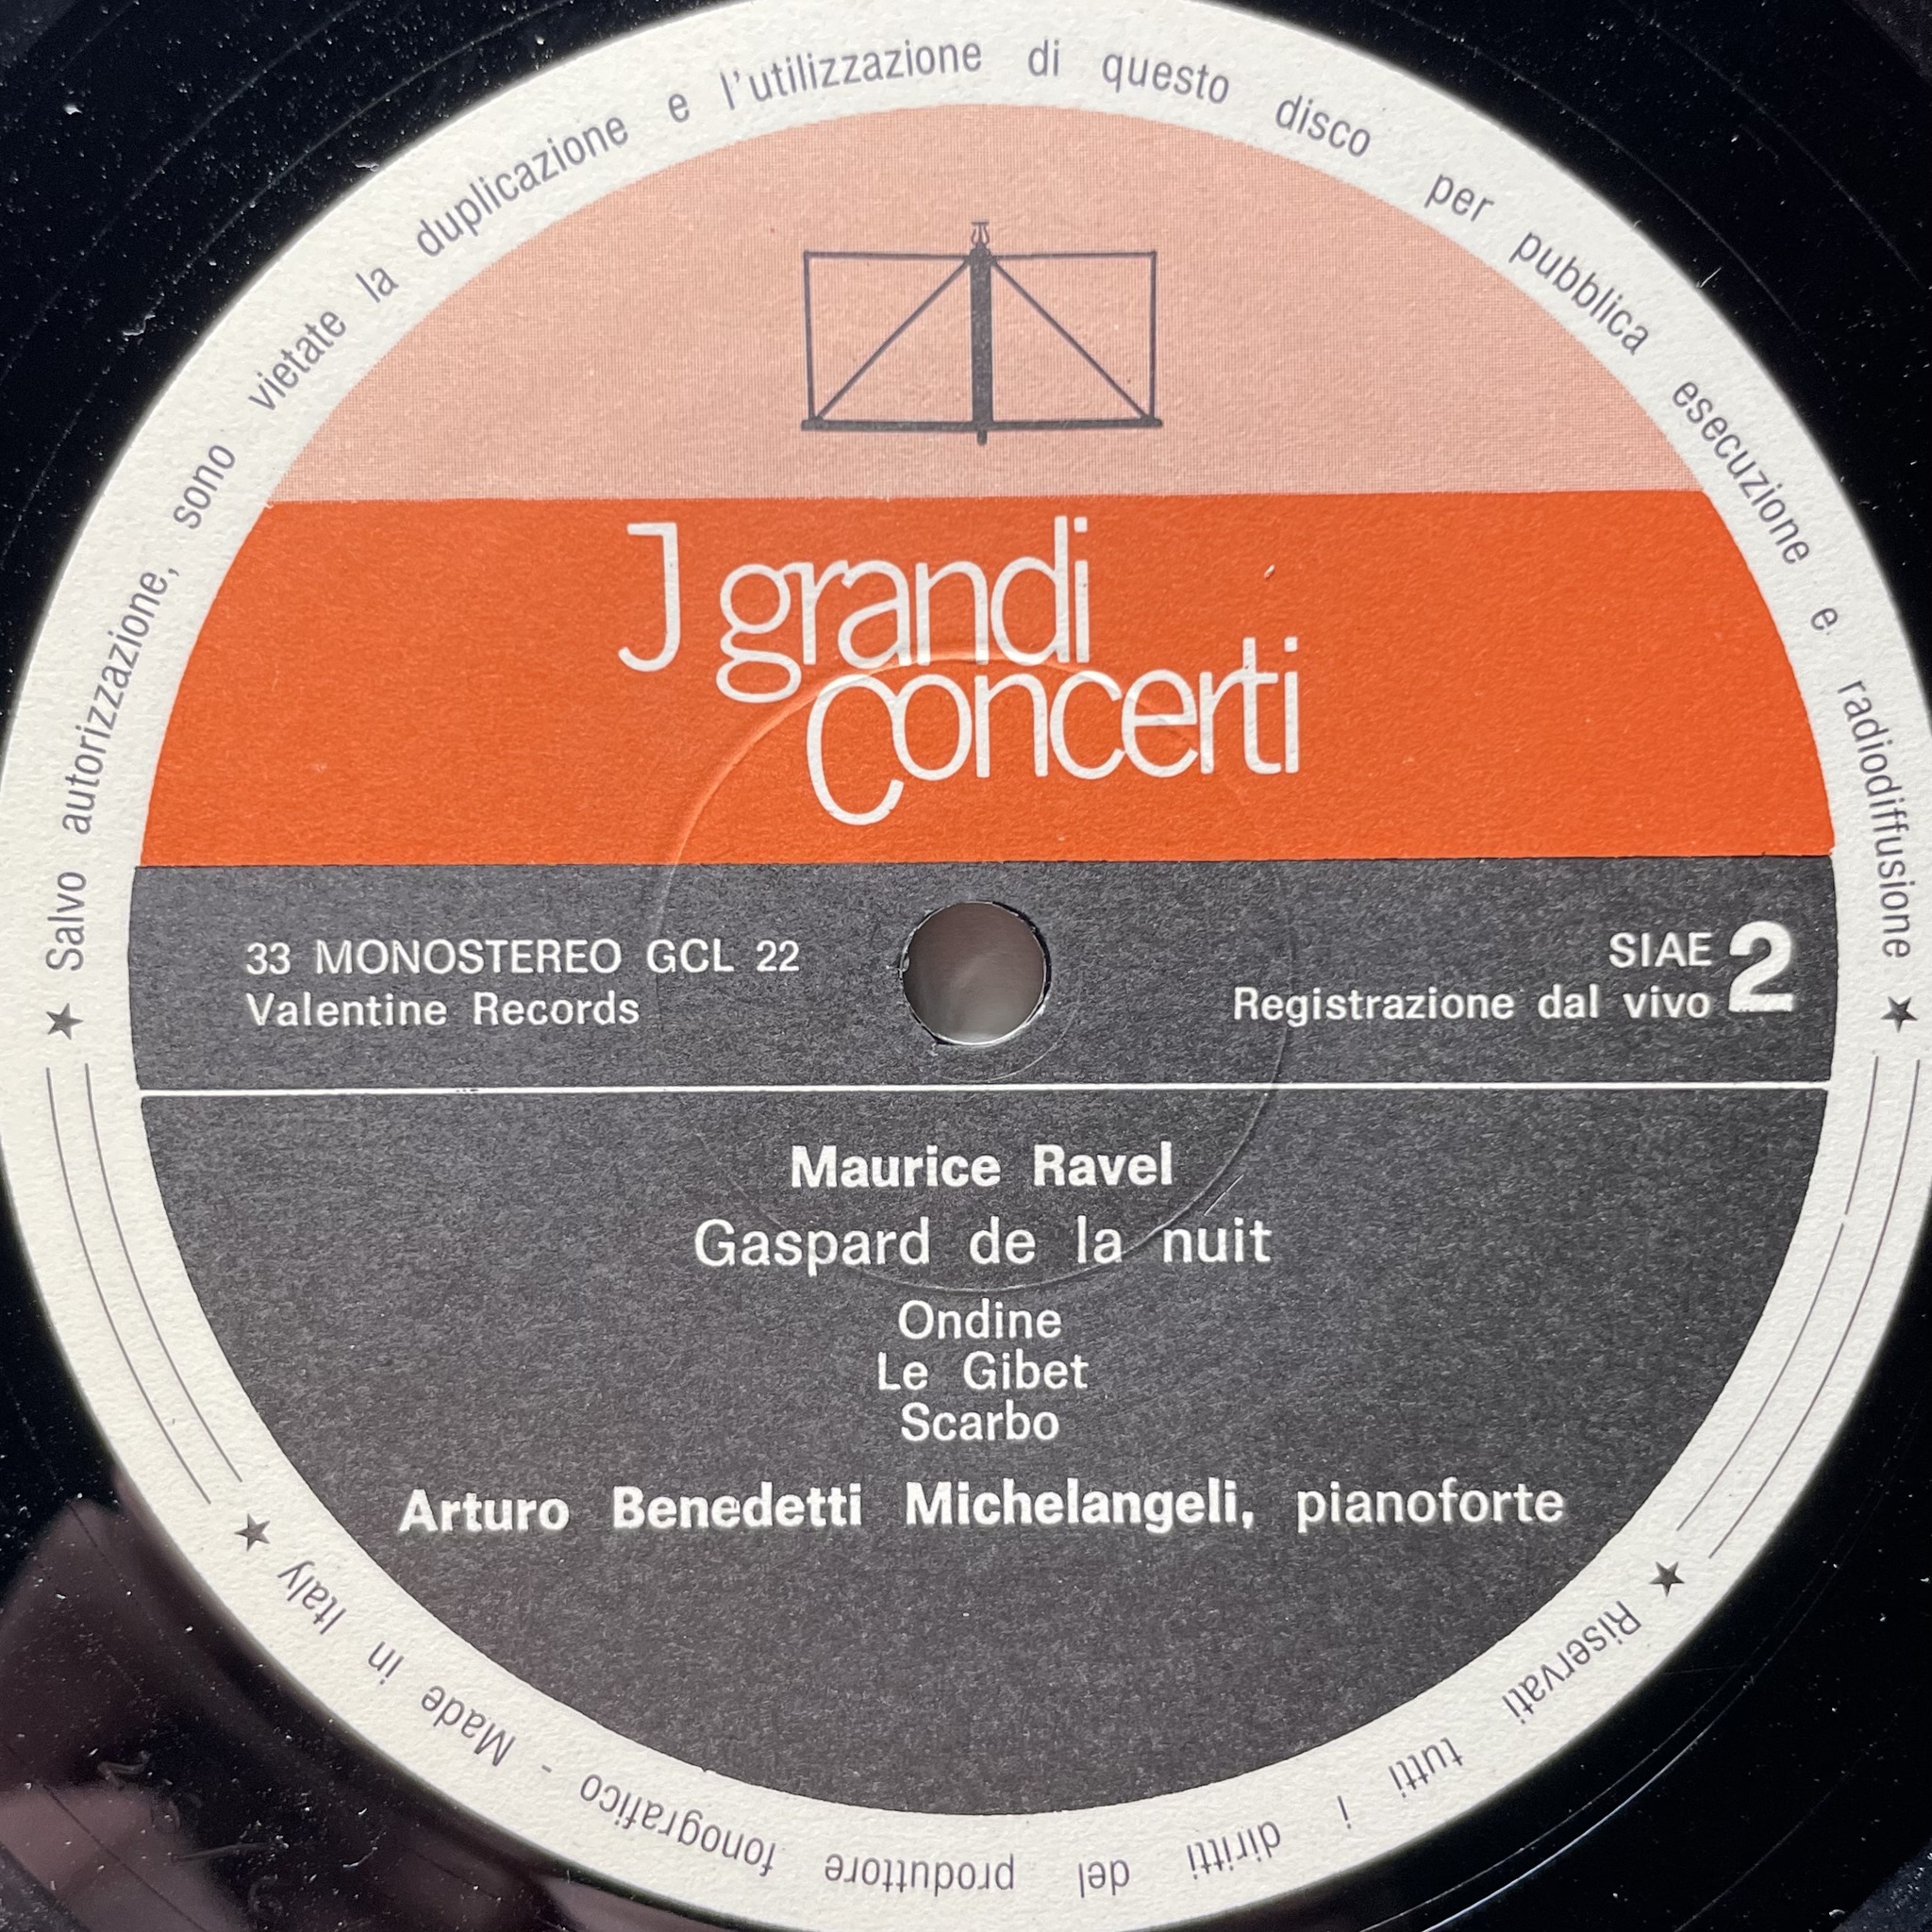 ★ Salvo autorizzazione, sono vietate la duplicazione e l'utilizzazione di questo disco per pubblica esecuzione e radiodiffusione ★
J grandi
concerti
33 MONOSTEREO GCL 22
Valentine Records
SIAE
Registrazione dal vivo
2
Maurice Ravel
Gaspard de la nuit
Ondine
Le Gibet
Scarbo
Arturo Benedetti Michelangeli, pianoforte
★ Riservati tutti i diritti del produttore fonografico - Made in Italy ★